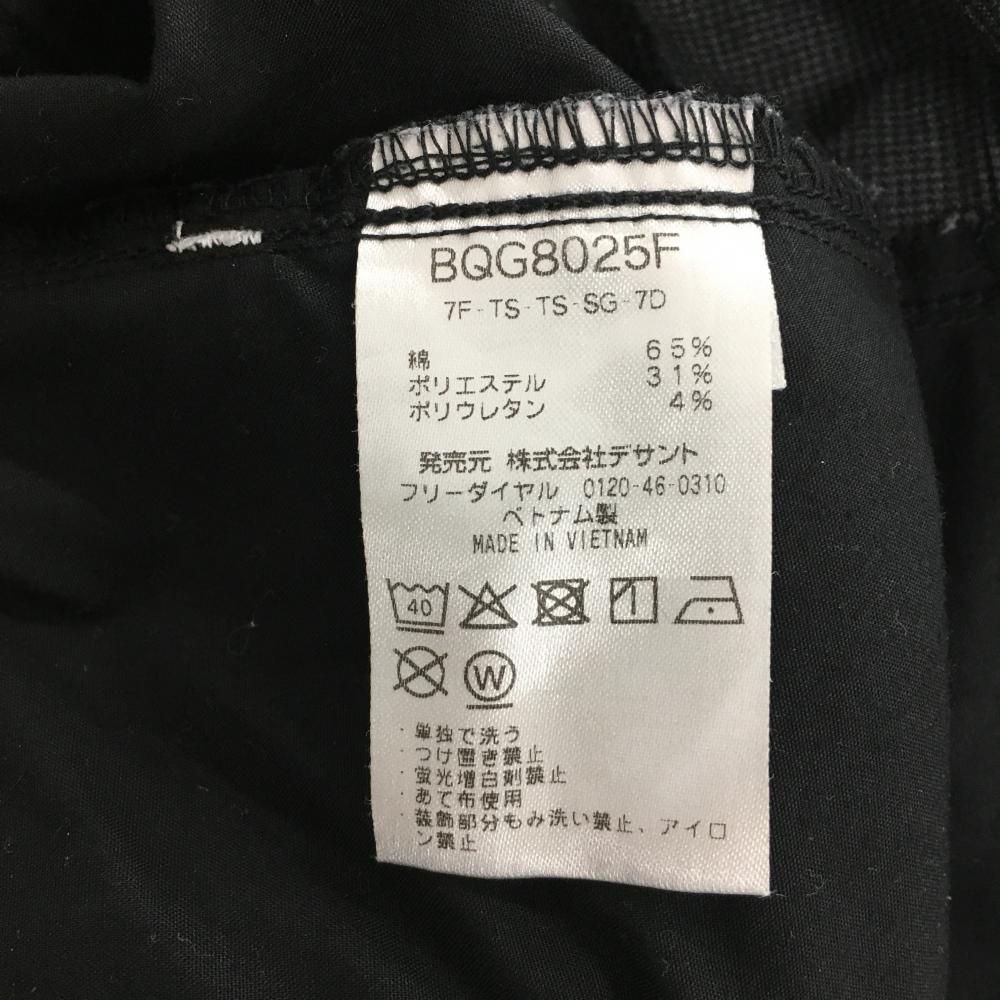 BQG8025F
7F-TS-TS-SG-7D
綿 65%
ポリエステル 31%
ポリウレタン 4%
発売元 株式会社デサント
フリーダイヤル 0120-46-0310
ベトナム製
MADE IN VIETNAM
40
W
・単独で洗う
・つけ置き禁止
・蛍光増白剤禁止
・あて布使用
・装飾部分もみ洗い禁止、アイロ
ン禁止